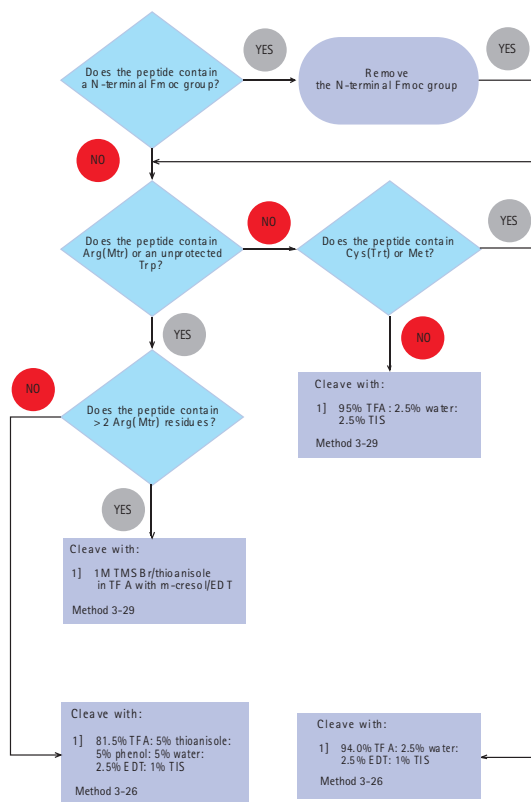 Does the peptide contain
a N-terminal Fmoc group?
YES
Remove
the N-terminal Fmoc group
YES
NO
Does the peptide contain
Arg(Mtr) or an unprotected
Trp?
NO
Does the peptide contain
Cys(Trt) or Met?
YES
YES
NO
NO
Does the peptide contain
>2 Arg(Mtr) residues?
Cleave with:
1] 95% TFA: 2.5% water:
2.5% TIS
Method 3-29
YES
Cleave with:
1] 1M TMSBr/thioanisole
in TFA with m-cresol/EDT
Method 3-29
Cleave with:
1] 81.5% TFA: 5% thioanisole:
5% phenol: 5% water:
2.5% EDT: 1% TIS
Method 3-26
Cleave with:
1] 94.0% TFA: 2.5% water:
2.5% EDT: 1% TIS
Method 3-26